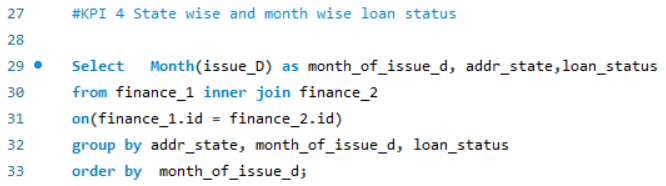 27 #KPI 4 State wise and month wise loan status
28
29 Select Month(issue_D) as month_of_issue_d, addr_state,loan_status
30 from finance_1 inner join finance_2
31 on(finance_1.id = finance_2.id)
32 group by addr_state, month_of_issue_d, loan_status
33 order by month_of_issue_d;